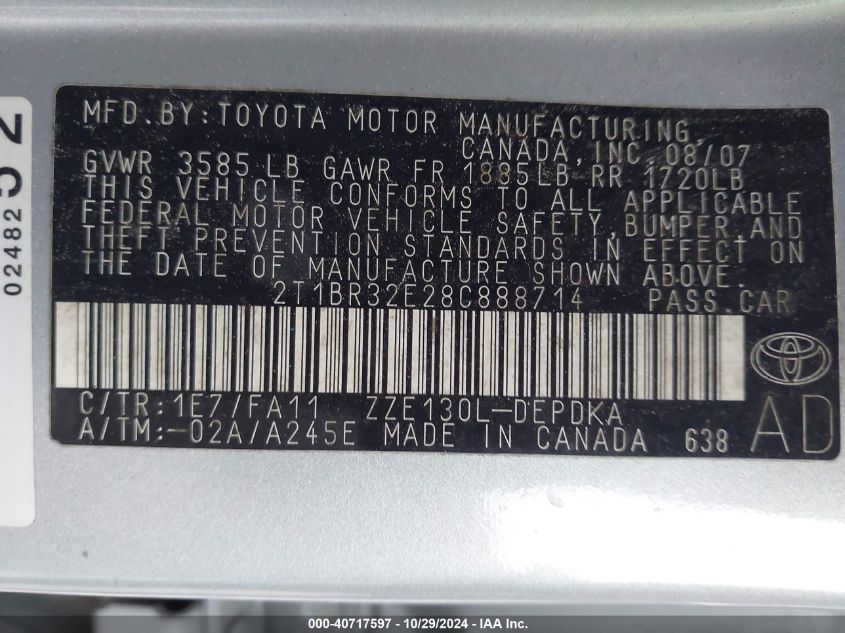 MFD.BY:TOYOTA MOTOR MANUFACTURING
CANADA,INC 08/07
GVWR 3585 LB GAWR FR 1885LB RR 1720LB
THIS VEHICLE CONFORMS TO ALL APPLICABLE
FEDERAL MOTOR VEHICLE SAFETY,BUMPER AND
THEFT PREVENTION STANDARDS IN EFFECT ON
THE DATE OF MANUFACTURE SHOWN ABOVE.
2T1BR32E28C888714 PASS.CAR
C/TR:1E7/FA11 ZZE130L-DEPDKA
A/TM:-02A/A245E MADE IN CANADA 638 AD
02482
52
000-40717597 - 10/29/2024 - IAA Inc.